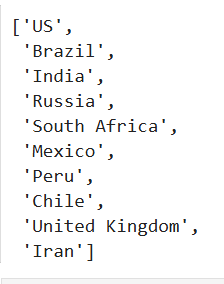 ['US',
'Brazil',
'India',
'Russia',
'South Africa',
'Mexico',
'Peru',
'Chile',
'United Kingdom',
'Iran']